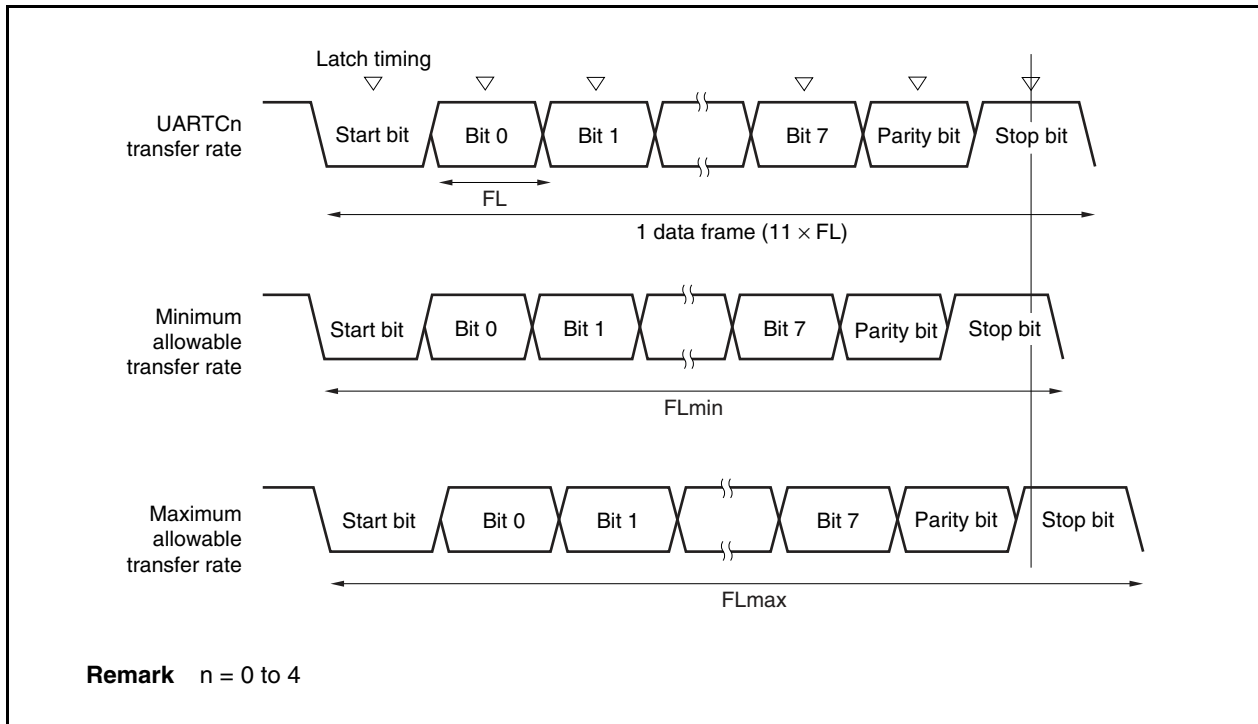 Latch timing
UARTCn
transfer rate
Start bit
Bit 0
Bit 1
Bit 7
Parity bit
Stop bit
FL
1 data frame (11 × FL)
Minimum
allowable
transfer rate
Start bit
Bit 0
Bit 1
Bit 7
Parity bit
Stop bit
FLmin
Maximum
allowable
transfer rate
Start bit
Bit 0
Bit 1
Bit 7
Parity bit
Stop bit
FLmax
Remark n = 0 to 4